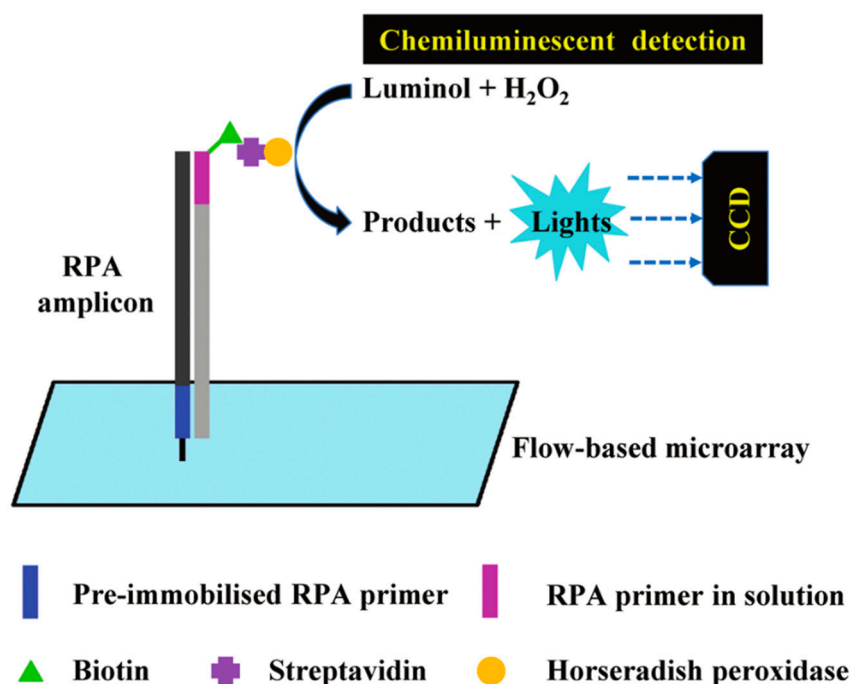 Chemiluminescent detection
Luminol + H₂O₂
Products + Lights
CCD
RPA
amplicon
Flow-based microarray
Pre-immobilised RPA primer
RPA primer in solution
Biotin
Streptavidin
Horseradish peroxidase